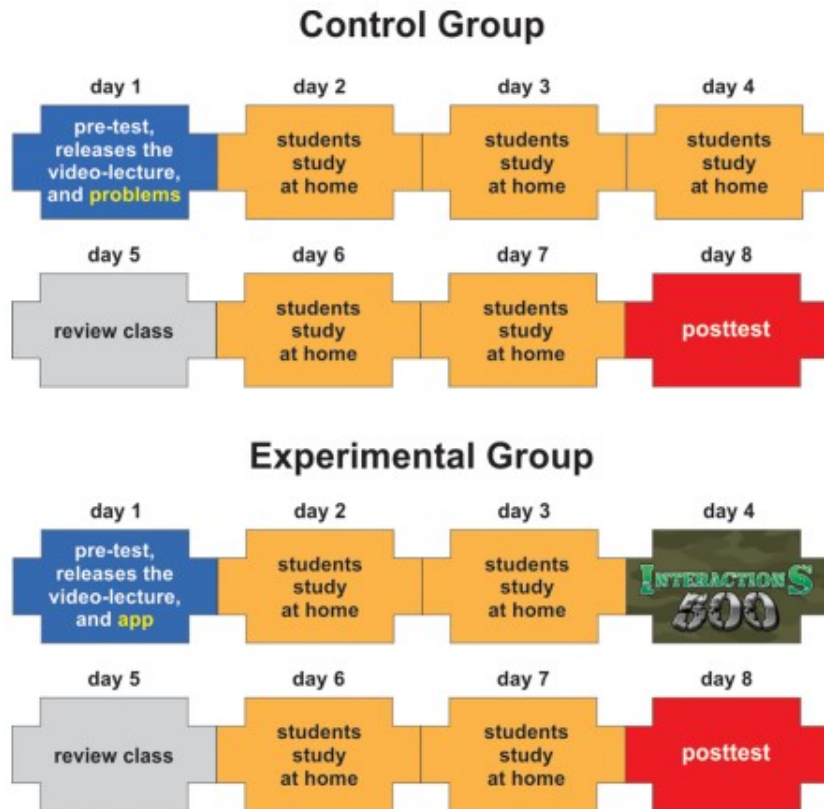 Control Group
day 1
day 2
day 3
day 4
pre-test,
releases the
video-lecture,
and problems
students
study
at home
students
study
at home
students
study
at home
day 5
day 6
day 7
day 8
review class
students
study
at home
students
study
at home
posttest
Experimental Group
day 1
day 2
day 3
day 4
pre-test,
releases the
video-lecture,
and app
students
study
at home
students
study
at home
INTERACTIONS
500
day 5
day 6
day 7
day 8
review class
students
study
at home
students
study
at home
posttest